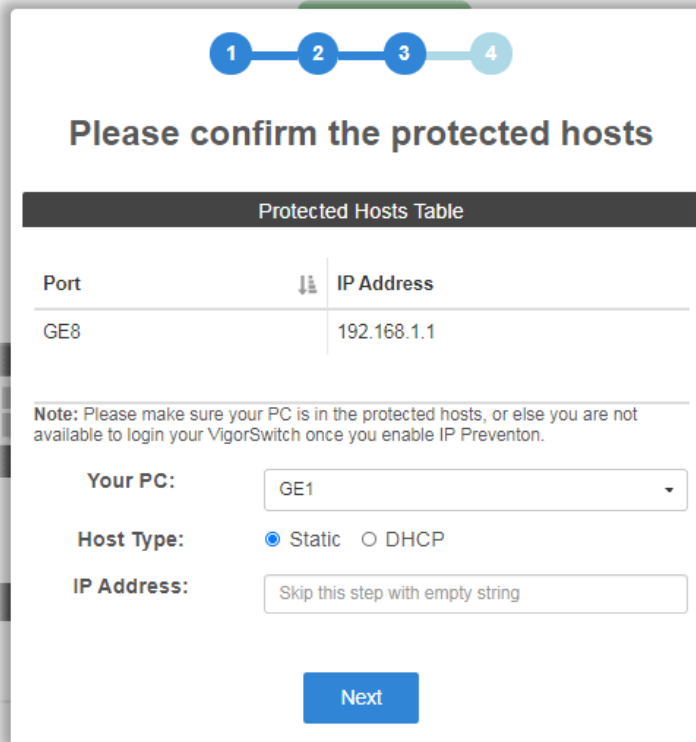 1 2 3 4
Please confirm the protected hosts
Protected Hosts Table
Port IP Address
GE8 192.168.1.1
Note: Please make sure your PC is in the protected hosts, or else you are not
available to login your VigorSwitch once you enable IP Preventon.
Your PC: GE1
Host Type: Static DHCP
IP Address: Skip this step with empty string
Next